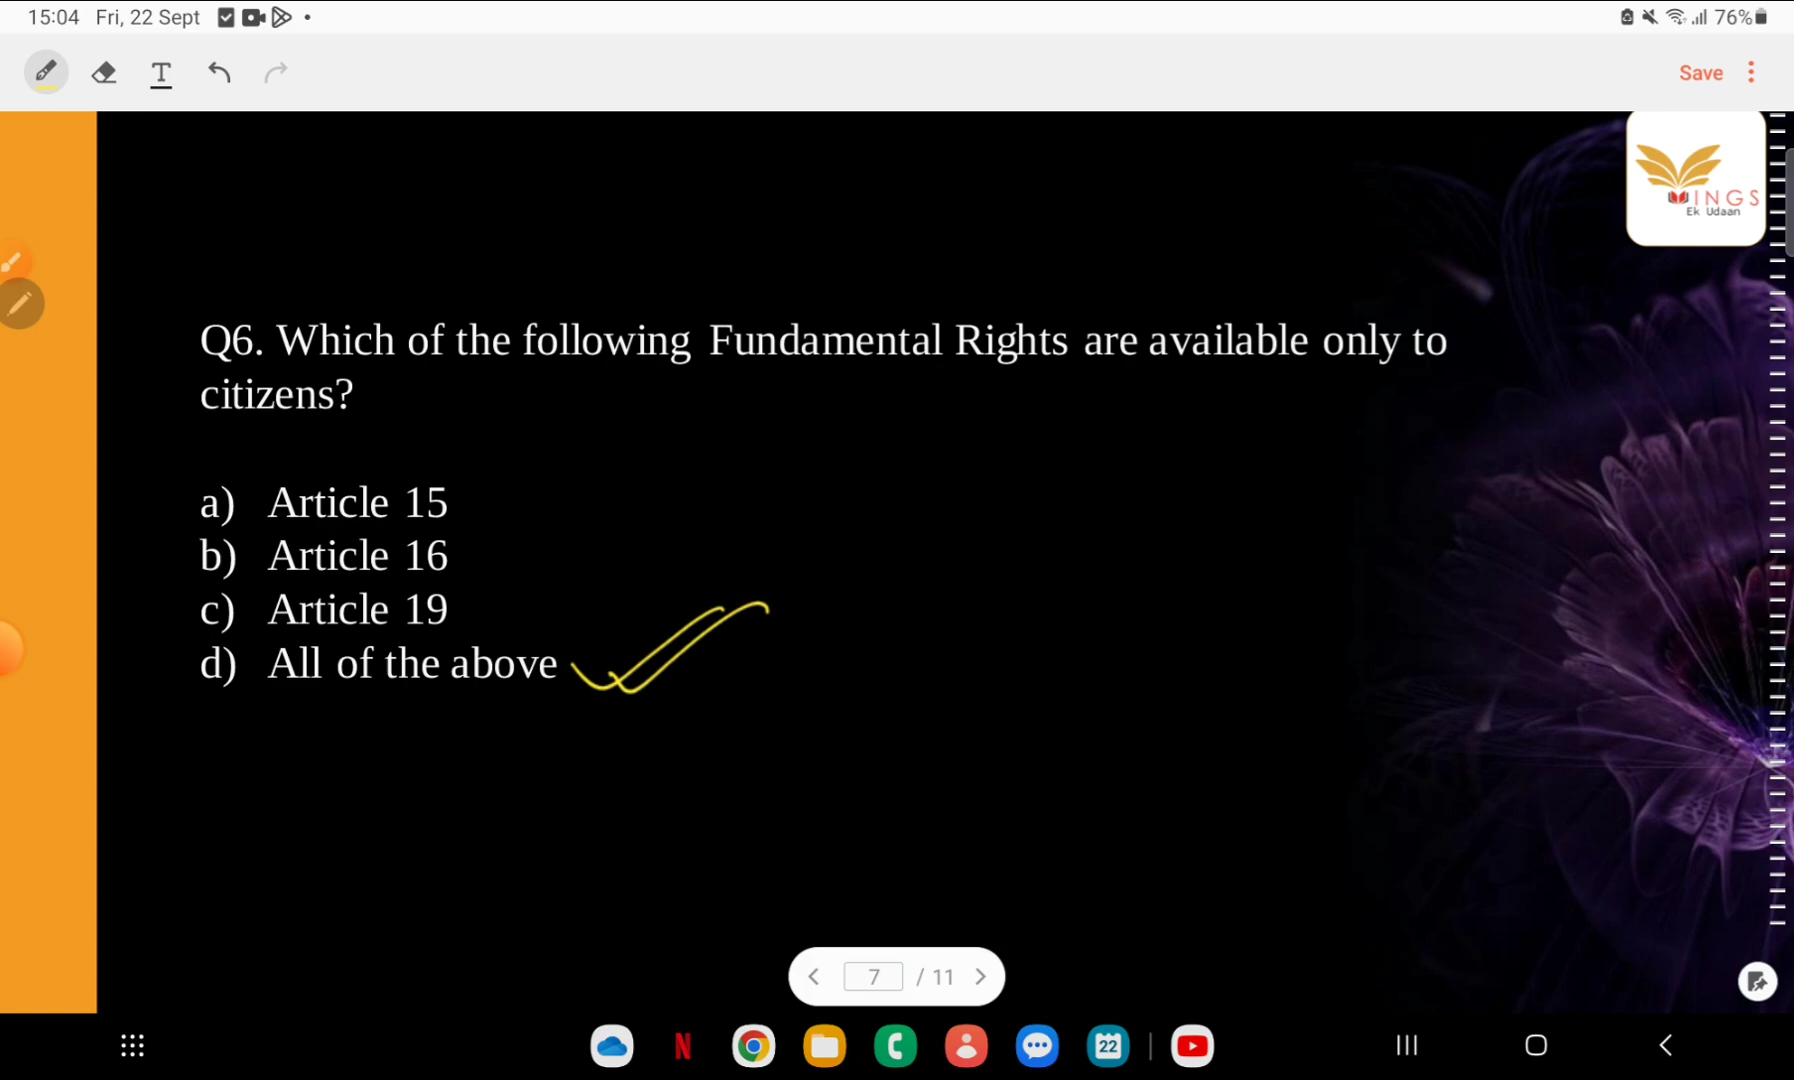 15:04 Fri, 22 Sept
76%
T
Save
WINGS
Ek Udaan
Q6. Which of the following Fundamental Rights are available only to
citizens?
a) Article 15
b) Article 16
c) Article 19
d) All of the above
7 / 11
N
22